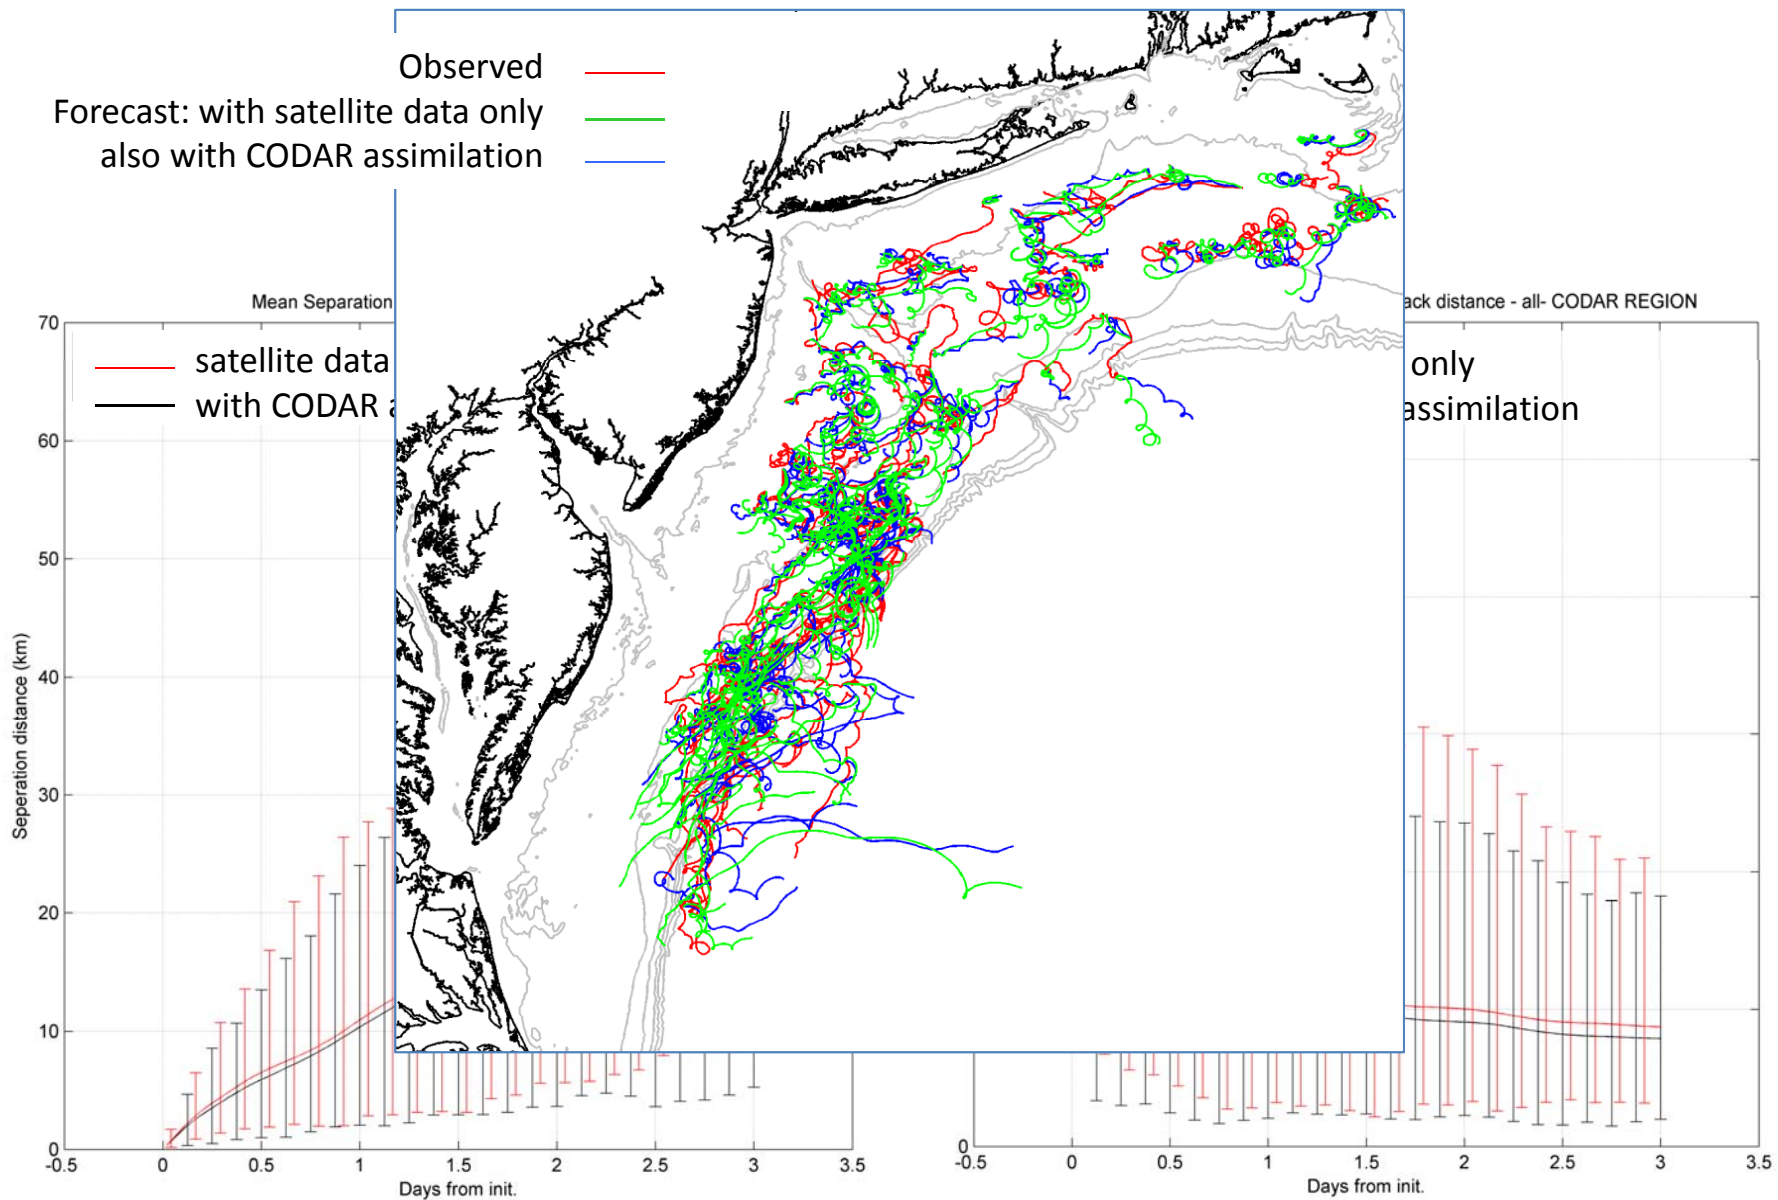 Observed
Forecast: with satellite data only
also with CODAR assimilation
Mean Separation
ack distance - all- CODAR REGION
70
60
50
40
30
20
10
0
Seperation distance (km)
satellite data
with CODAR a
only
assimilation
-0.5 0 0.5 1 1.5 2 2.5 3 3.5
Days from init.
0
-0.5 0 0.5 1 1.5 2 2.5 3 3.5
Days from init.